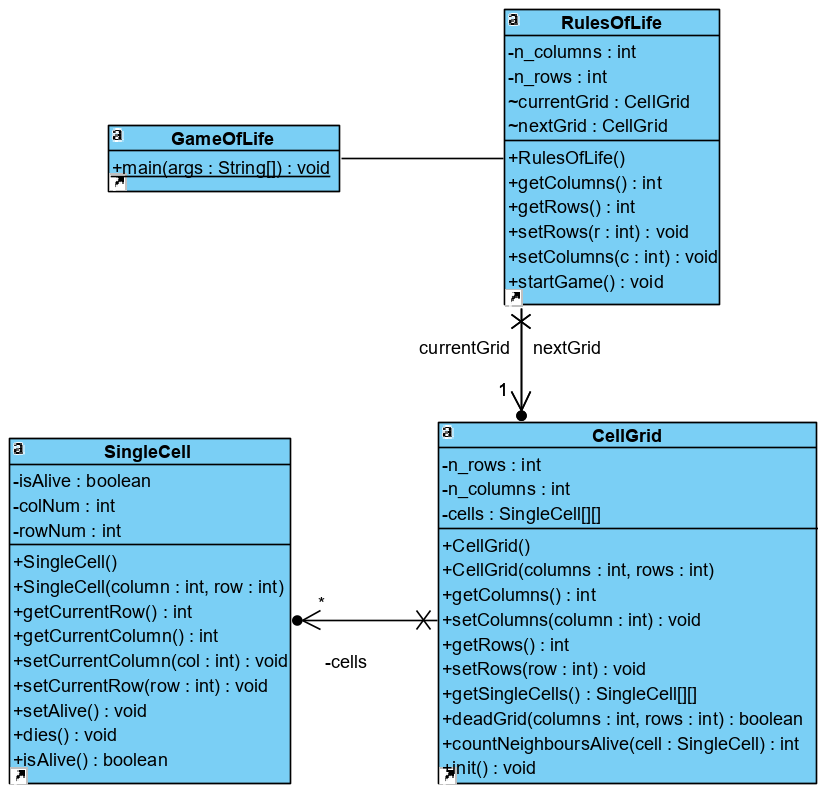 a
RulesOfLife
-n_columns : int
-n_rows : int
~currentGrid : CellGrid
~nextGrid : CellGrid
+RulesOfLife()
+getColumns() : int
+getRows() : int
+setRows(r : int) : void
+setColumns(c : int) : void
+startGame() : void
a
GameOfLife
+main(args : String[]) : void
currentGrid
nextGrid
1
a
SingleCell
-isAlive : boolean
-colNum : int
-rowNum : int
+SingleCell()
+SingleCell(column : int, row : int)
+getCurrentRow() : int
+getCurrentColumn() : int
+setCurrentColumn(col : int) : void
+setCurrentRow(row : int) : void
+setAlive() : void
+dies() : void
+isAlive() : boolean
*
-cells
a
CellGrid
-n_rows : int
-n_columns : int
-cells : SingleCell[][]
+CellGrid()
+CellGrid(columns : int, rows : int)
+getColumns() : int
+setColumns(column : int) : void
+getRows() : int
+setRows(row : int) : void
+getSingleCells() : SingleCell[][]
+deadGrid(columns : int, rows : int) : boolean
+countNeighboursAlive(cell : SingleCell) : int
+init() : void